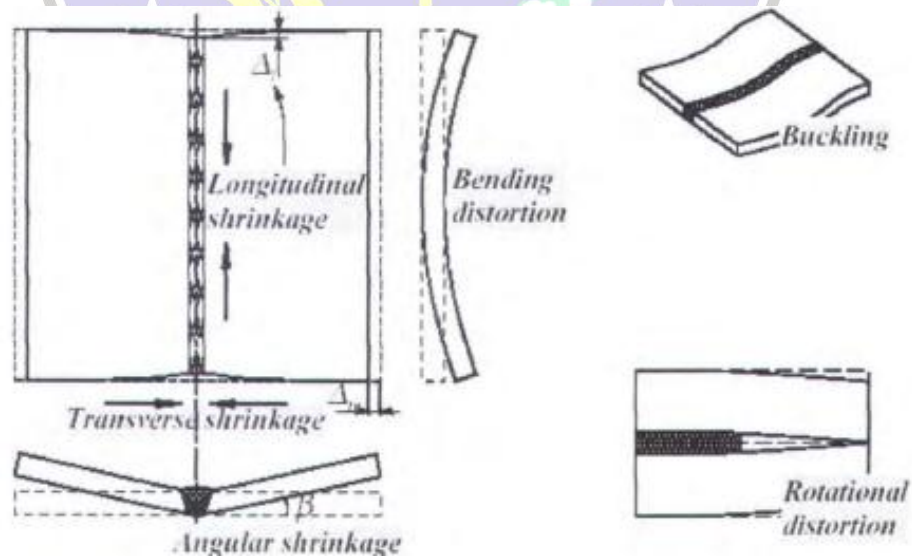 Δ
Longitudinal
shrinkage
Bending
distortion
Buckling
Δ
Transverse shrinkage
β
Angular shrinkage
Rotational
distortion